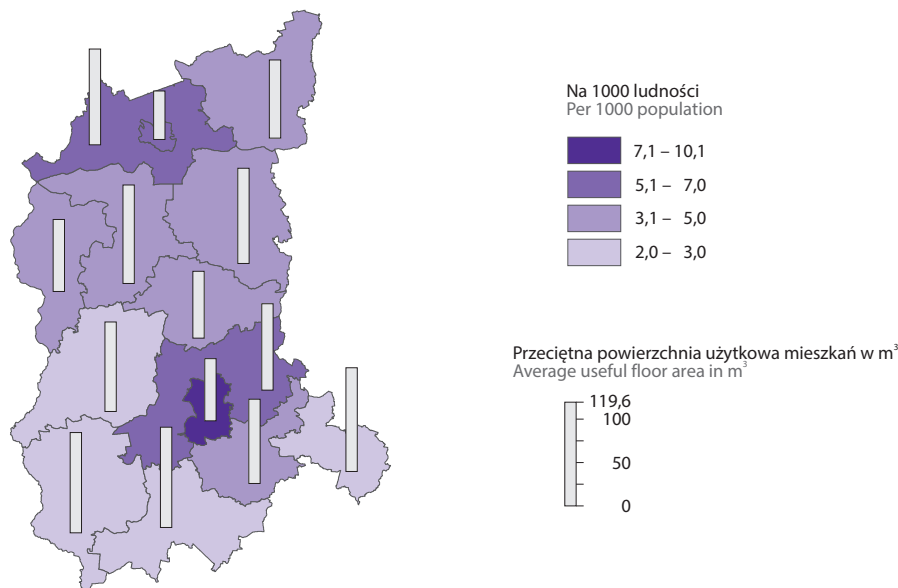 Na 1000 ludności
Per 1000 population
7,1 – 10,1
5,1 – 7,0
3,1 – 5,0
2,0 – 3,0
Przeciętna powierzchnia użytkowa mieszkań w m³
Average useful floor area in m³
119,6
100
50
0